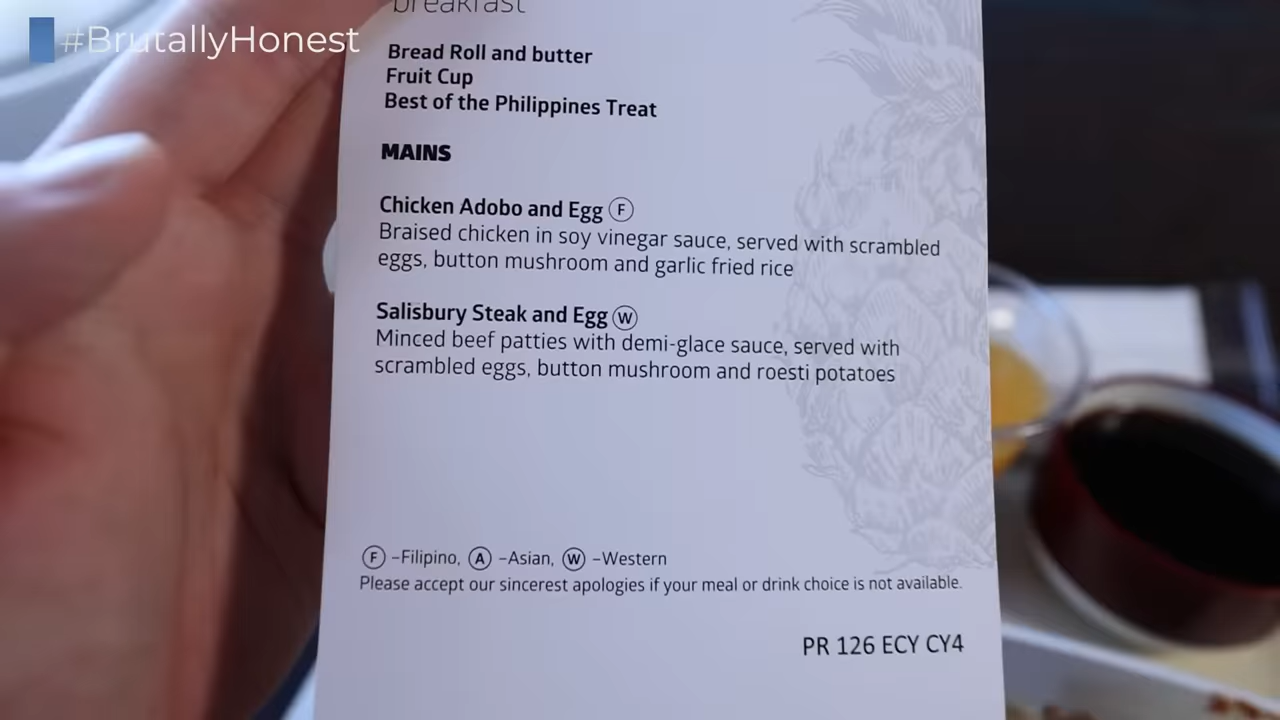 #BrutallyHonest
breakfast
Bread Roll and butter
Fruit Cup
Best of the Philippines Treat
MAINS
Chicken Adobo and Egg Ⓕ
Braised chicken in soy vinegar sauce, served with scrambled
eggs, button mushroom and garlic fried rice
Salisbury Steak and Egg Ⓦ
Minced beef patties with demi-glace sauce, served with
scrambled eggs, button mushroom and roesti potatoes
Ⓕ –Filipino, Ⓐ –Asian, Ⓦ –Western
Please accept our sincerest apologies if your meal or drink choice is not available.
PR 126 ECY CY4